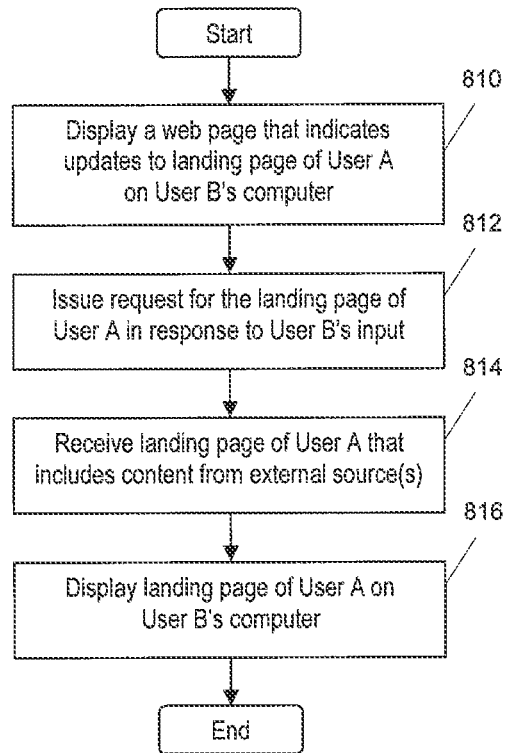 Start
810
Display a web page that indicates
updates to landing page of User A
on User B's computer
812
Issue request for the landing page of
User A in response to User B's input
814
Receive landing page of User A that
includes content from external source(s)
816
Display landing page of User A on
User B's computer
End